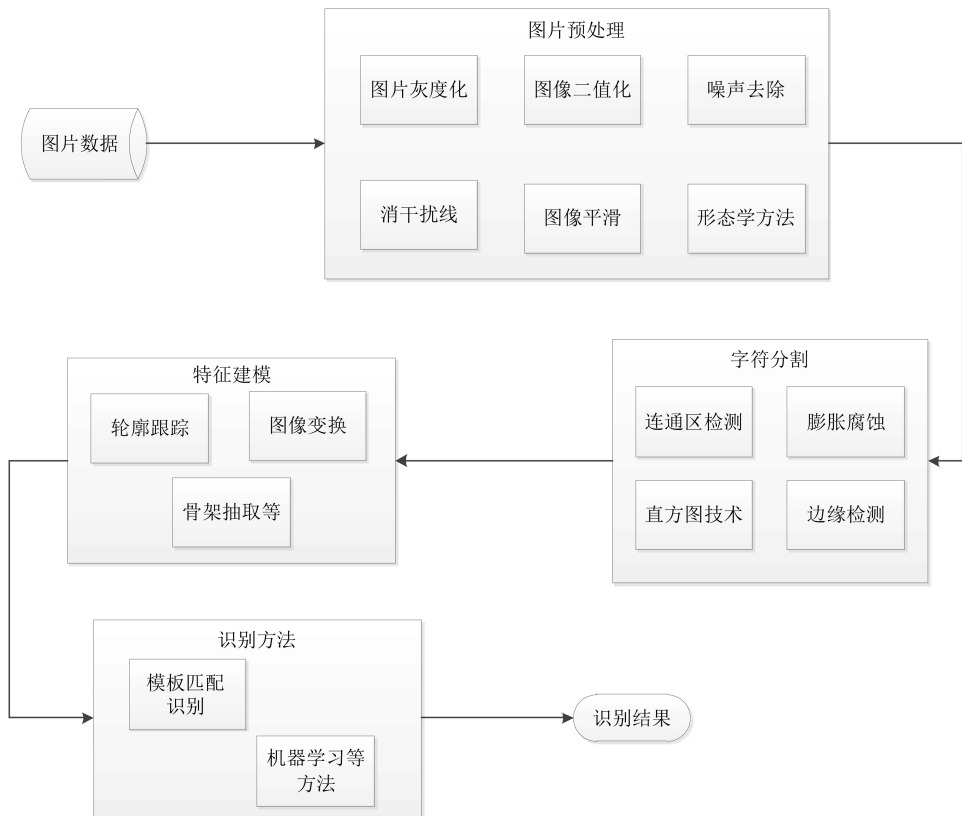 图片预处理
图片灰度化
图像二值化
噪声去除
图片数据
消干扰线
图像平滑
形态学方法
字符分割
连通区检测
膨胀腐蚀
直方图技术
边缘检测
特征建模
轮廓跟踪
图像变换
骨架抽取等
识别方法
模板匹配
识别
机器学习等
方法
识别结果